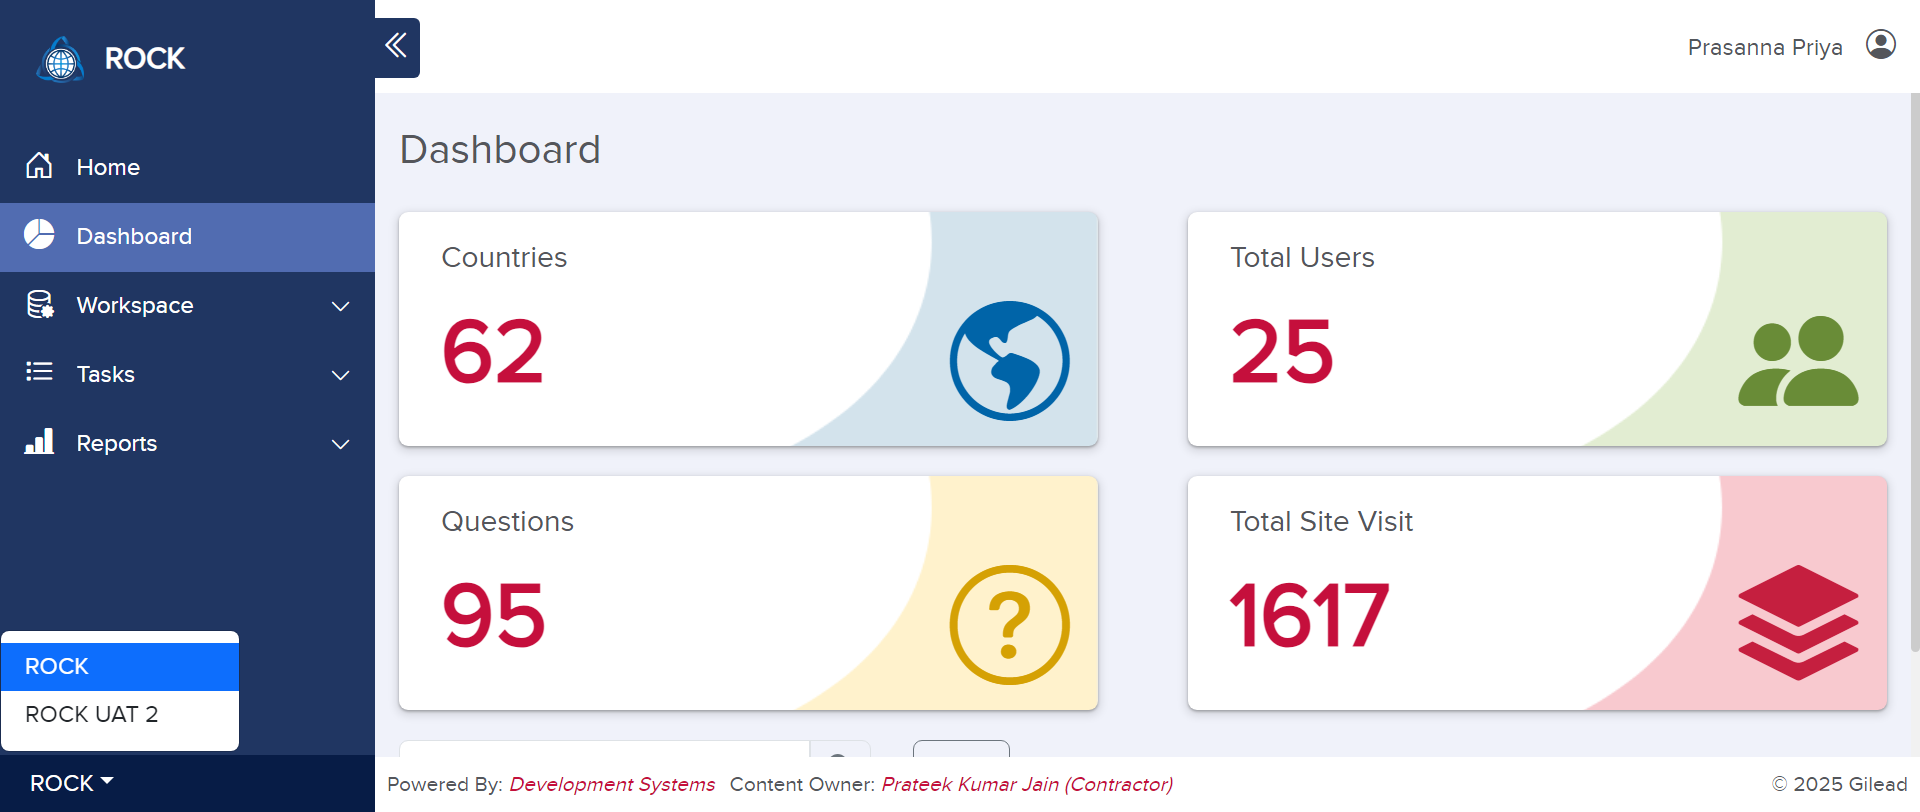 ROCK
Prasanna Priya
Home
Dashboard
Workspace
Tasks
Reports
ROCK
ROCK UAT 2
ROCK
Dashboard
Countries
62
Total Users
25
Questions
95
Total Site Visit
1617
Powered By: Development Systems Content Owner: Prateek Kumar Jain (Contractor)
© 2025 Gilead